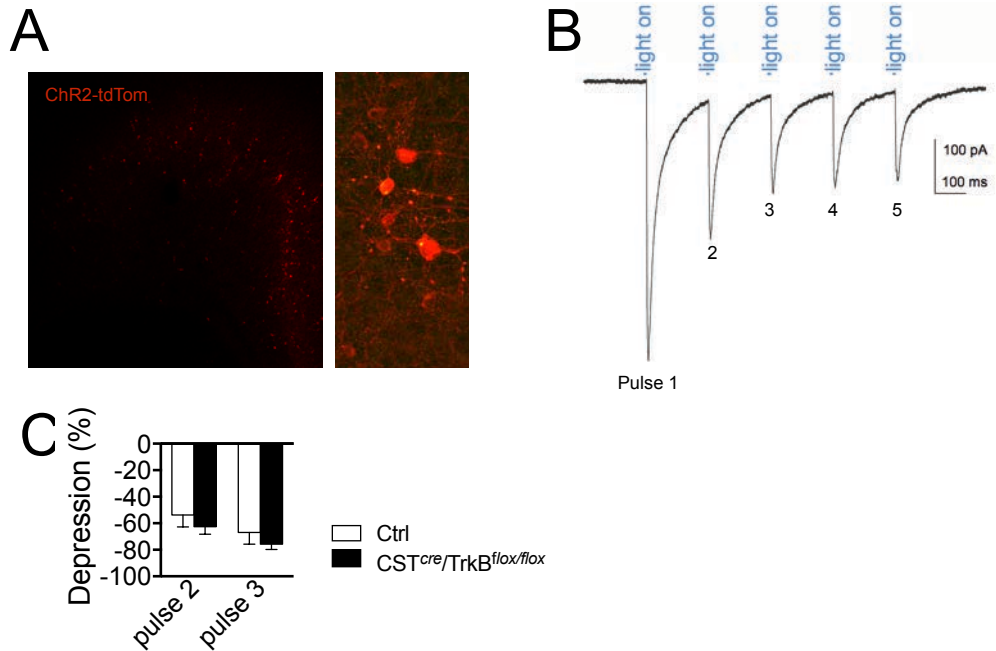 A
ChR2-tdTom
B
·light on ·light on ·light on ·light on ·light on
100 pA
100 ms
3 4 5
2
Pulse 1
C
Depression (%)
0
-20
-40
-60
-80
-100
pulse 2 pulse 3
Ctrl
CSTcre/TrkBflox/flox